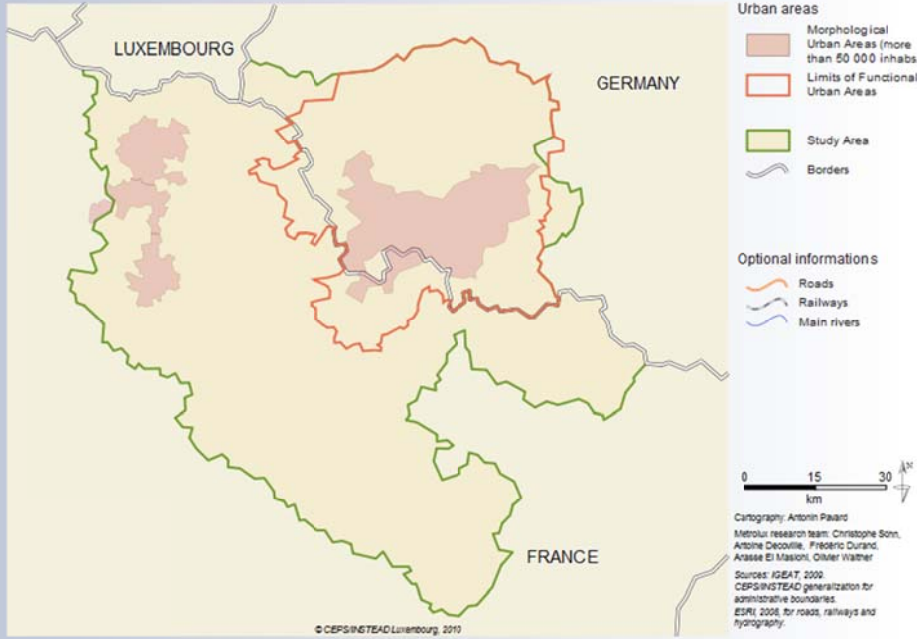 LUXEMBOURG
GERMANY
FRANCE
© CEPS/INSTEAD Luxembourg, 2010
Urban areas
Morphological
Urban Areas (more
than 50 000 inhabs
Limits of Functional
Urban Areas
Study Area
Borders
Optional informations
Roads
Railways
Main rivers
0 15 30
km
N
Cartography: Antonin Pavard
Metrolux research team: Christophe Sohn,
Antoine Decoville, Frédéric Durand,
Arasse El Masiohi, Olivier Walther
Sources: IGEAT, 2009.
CEPS/INSTEAD generalization for
administrative boundaries.
ESRI, 2006, for roads, railways and
hydrography.